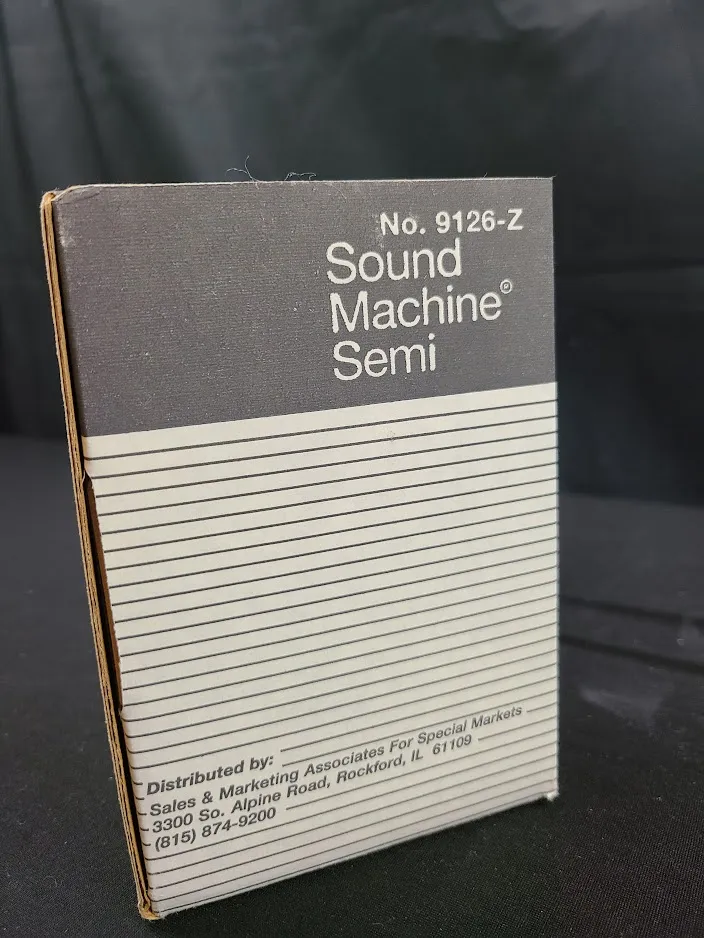 No. 9126-Z
Sound
Machine®
Semi
Distributed by:
Sales & Marketing Associates For Special Markets
3300 So. Alpine Road, Rockford, IL 61109
(815) 874-9200